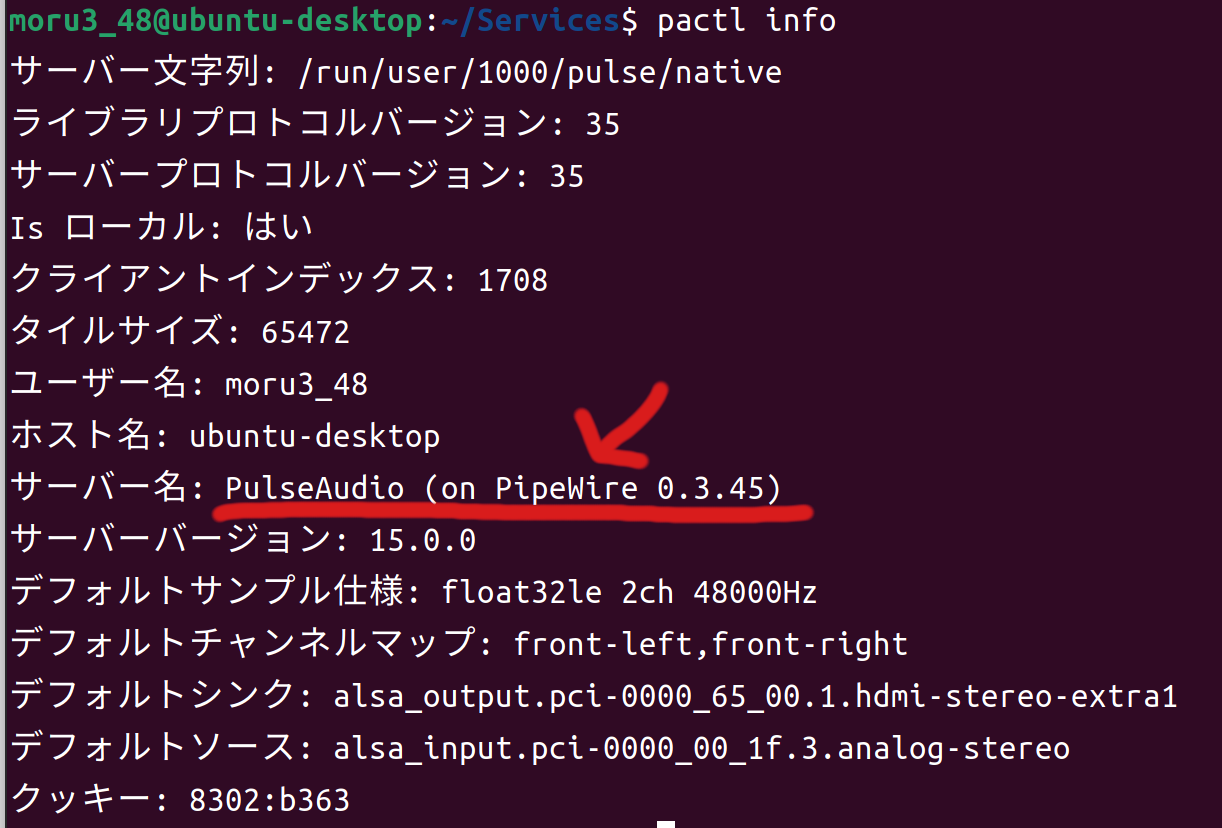 moru3_48@ubuntu-desktop:~/Services$ pactl info
サーバー文字列: /run/user/1000/pulse/native
ライブラリプロトコルバージョン: 35
サーバープロトコルバージョン: 35
Is ローカル: はい
クライアントインデックス: 1708
タイルサイズ: 65472
ユーザー名: moru3_48
ホスト名: ubuntu-desktop
サーバー名: PulseAudio (on PipeWire 0.3.45)
サーバーバージョン: 15.0.0
デフォルトサンプル仕様: float32le 2ch 48000Hz
デフォルトチャンネルマップ: front-left,front-right
デフォルトシンク: alsa_output.pci-0000_65_00.1.hdmi-stereo-extra1
デフォルトソース: alsa_input.pci-0000_00_1f.3.analog-stereo
クッキー: 8302:b363